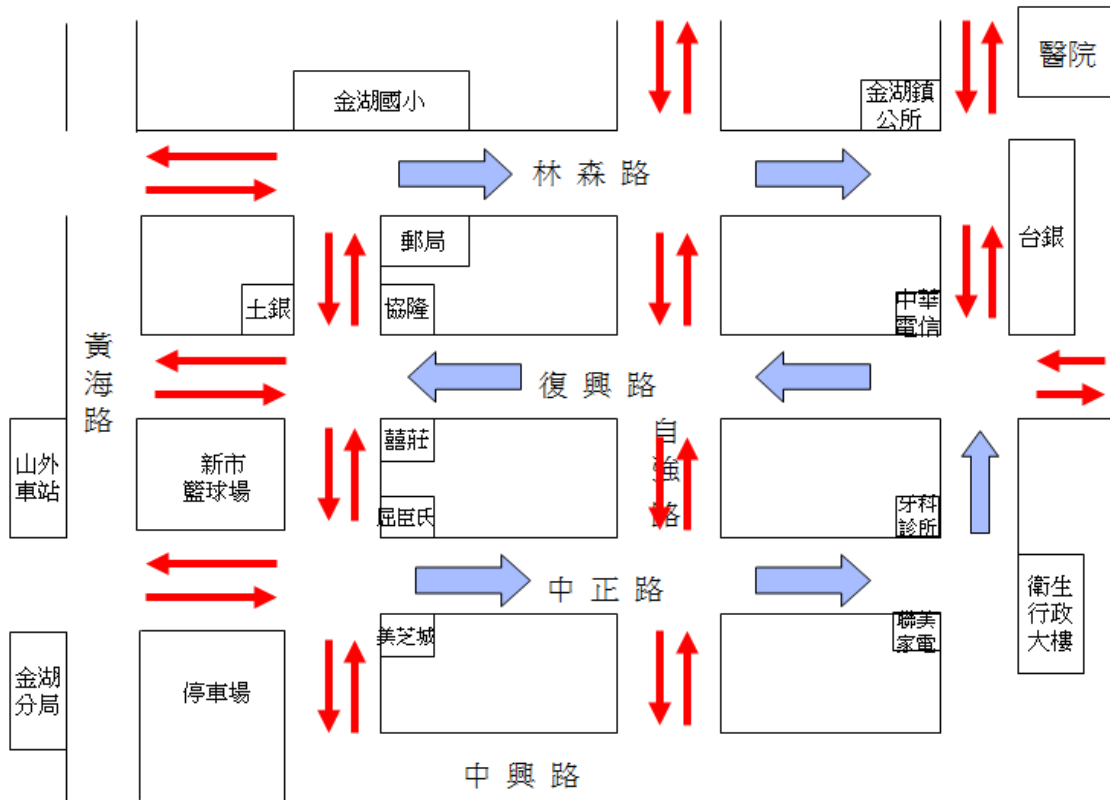 醫院
金湖國小
金湖鎮
公所
林森路
郵局
台銀
土銀
協隆
中華
電信
黃海路
復興路
自強路
山外
車站
新市
籃球場
囍莊
屈臣氏
牙科
診所
中正路
衛生
行政
大樓
美芝城
聯美
家電
金湖
分局
停車場
中興路